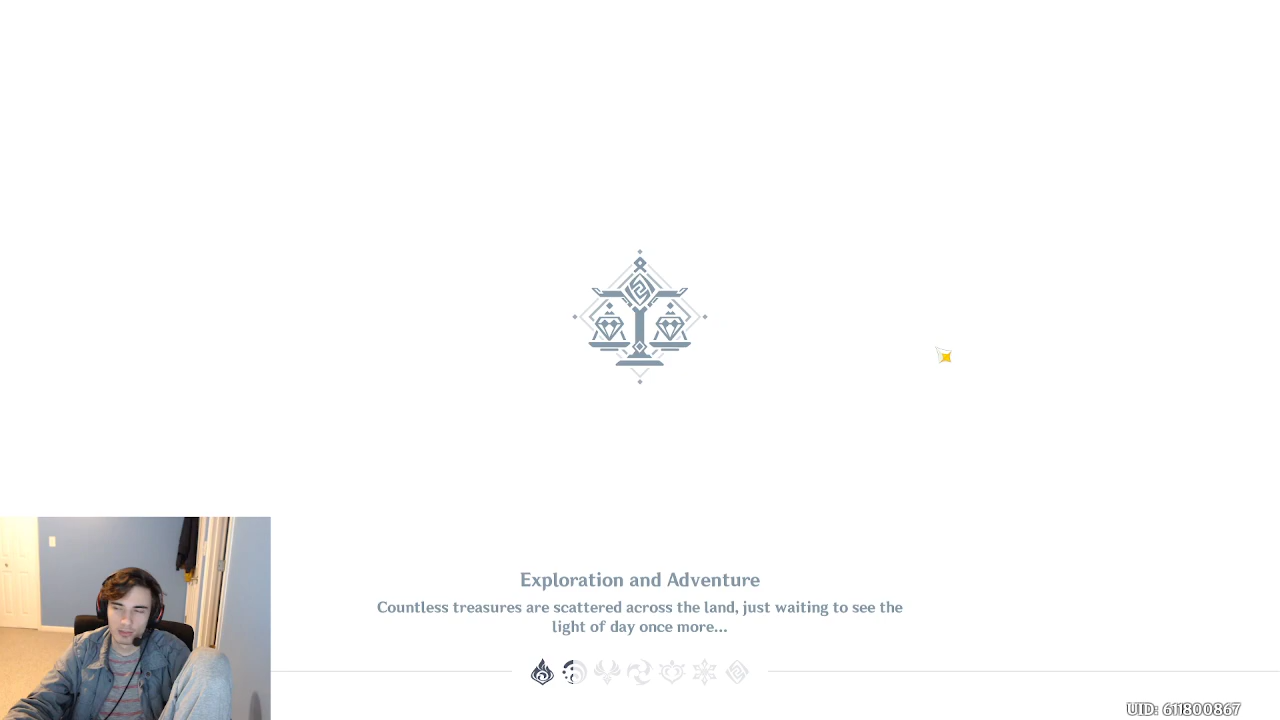 Exploration and Adventure
Countless treasures are scattered across the land, just waiting to see the
light of day once more...
UID: 611800867